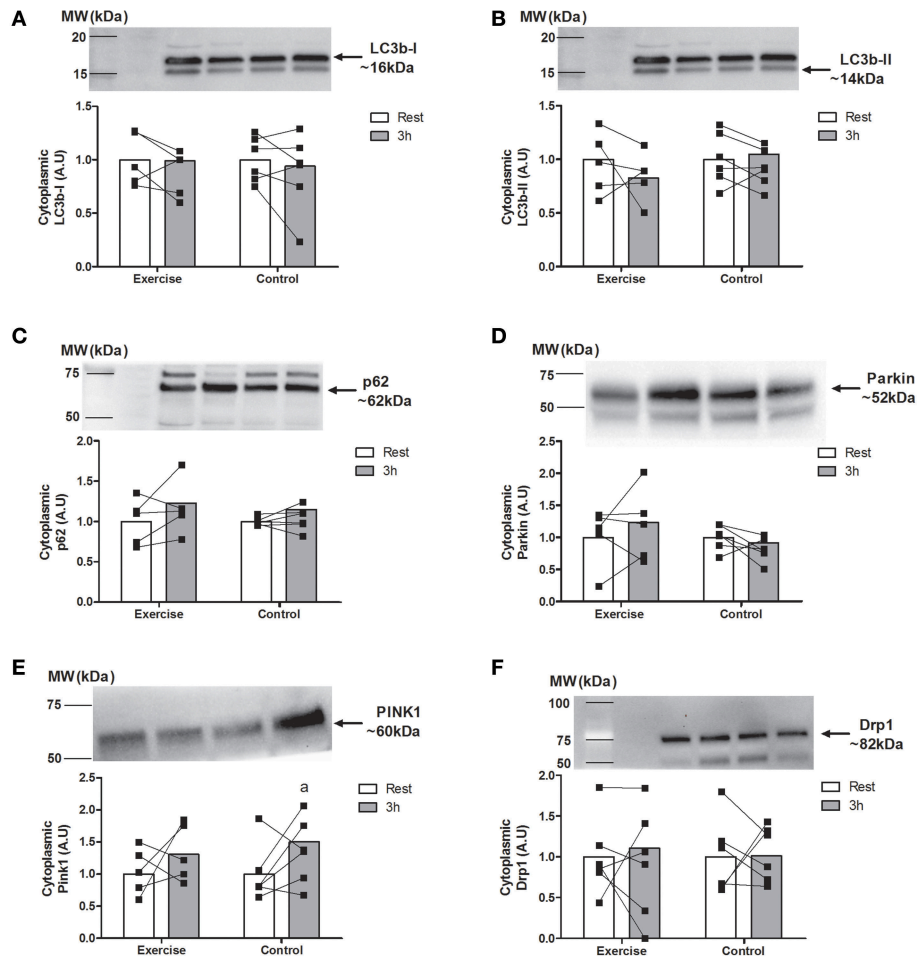 A
MW (kDa)
20
15
LC3b-I
~16kDa
1.5
1.0
0.5
0.0
Cytoplasmic
LC3b-I (A.U)
Rest
3h
Exercise
Control
B
MW (kDa)
20
15
LC3b-II
~14kDa
1.5
1.0
0.5
0.0
Cytoplasmic
LC3b-II (A.U)
Rest
3h
Exercise
Control
C
MW (kDa)
75
50
p62
~62kDa
2.0
1.5
1.0
0.5
0.0
Cytoplasmic
p62 (A.U)
Rest
3h
Exercise
Control
D
MW (kDa)
75
50
Parkin
~52kDa
2.5
2.0
1.5
1.0
0.5
0.0
Cytoplasmic
Parkin (A.U)
Rest
3h
Exercise
Control
E
MW (kDa)
75
50
PINK1
~60kDa
2.5
2.0
1.5
1.0
0.5
0.0
Cytoplasmic
Pink1 (A.U)
a
Rest
3h
Exercise
Control
F
MW (kDa)
100
75
50
Drp1
~82kDa
2.0
1.5
1.0
0.5
0.0
Cytoplasmic
Drp1 (A.U)
Rest
3h
Exercise
Control